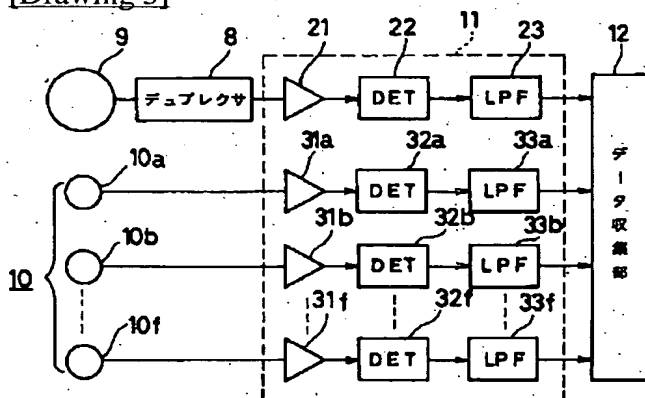 [Drawing 3]
9 8 21 22 11 23 12
デュプレクサ DET LPF
10a 31a 32a 33a
DET LPF
10 10b 31b 32b 33b
DET LPF
10f 31f 32f 33f
DET LPF
データ収集部